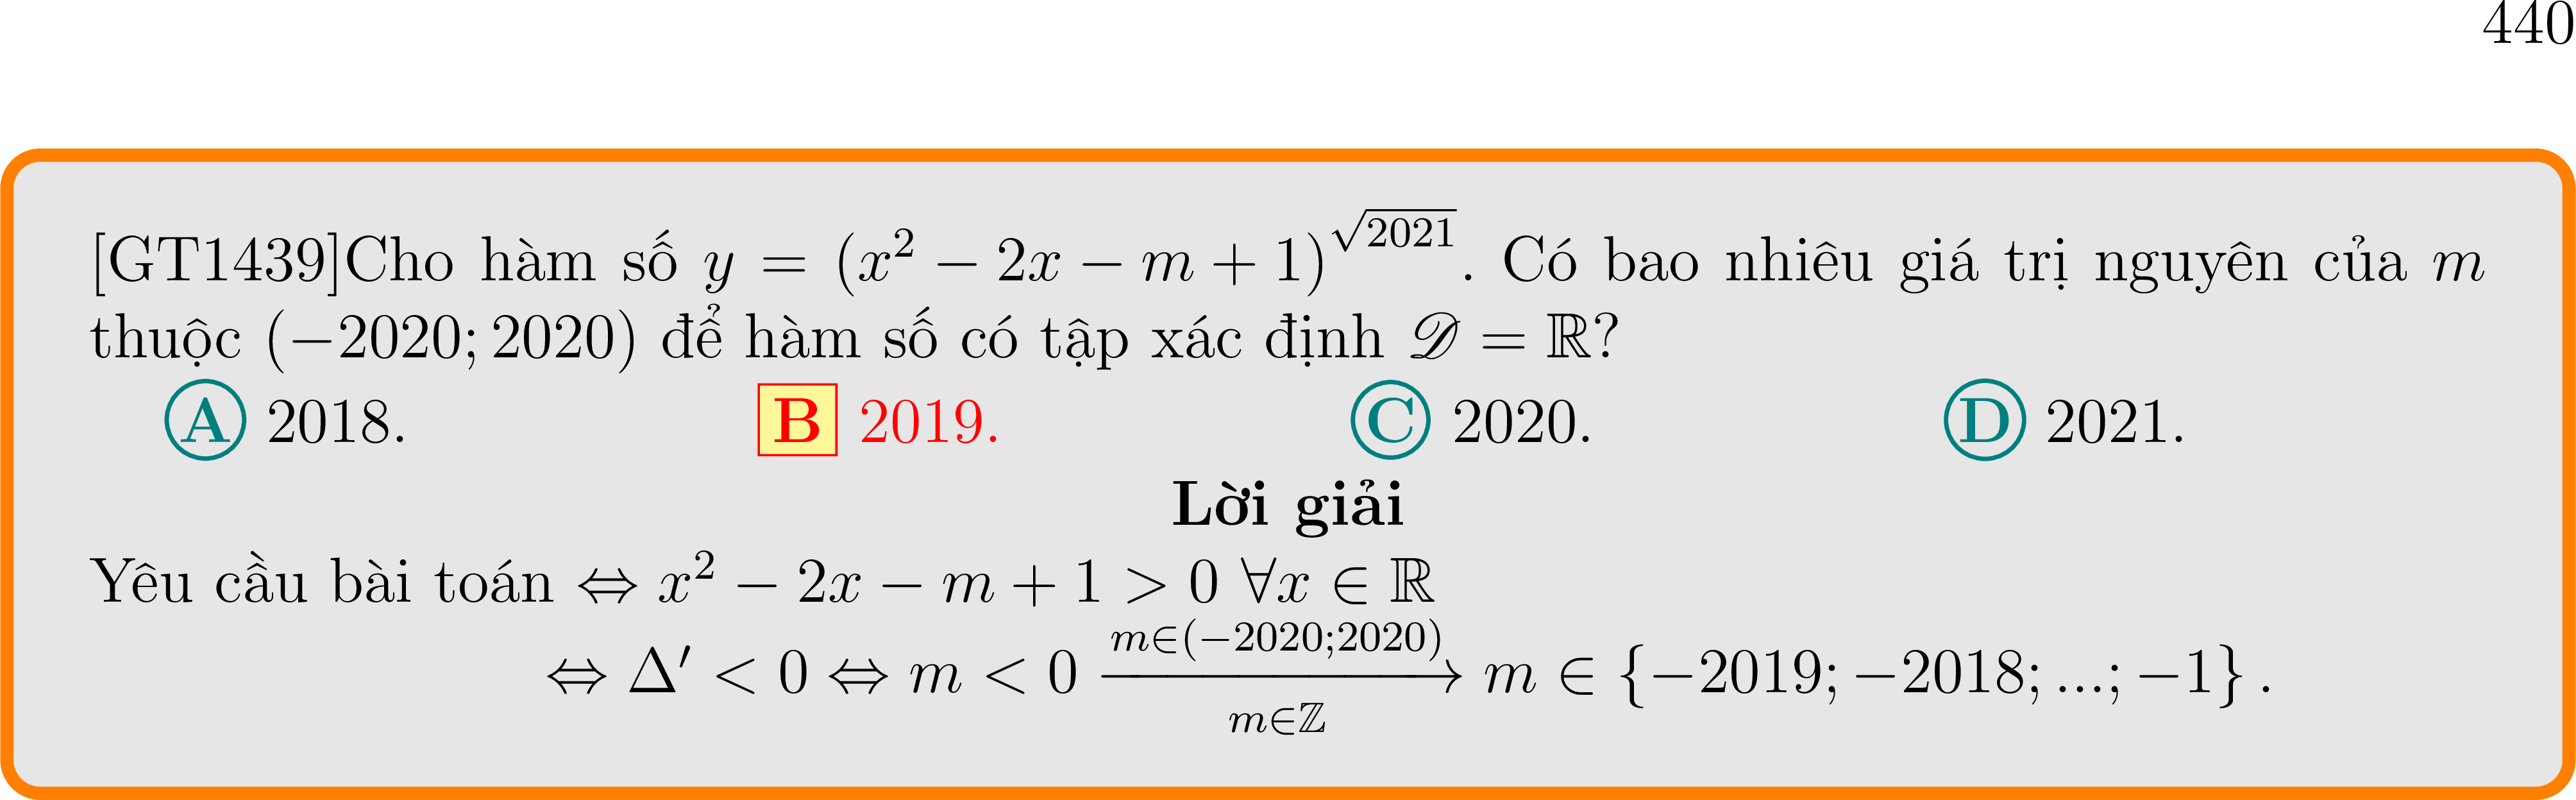 440
[GT1439]Cho hàm số $y = (x^2 - 2x - m + 1)^{\sqrt{2021}}$. Có bao nhiêu giá trị nguyên của $m$
thuộc $(-2020; 2020)$ để hàm số có tập xác định $\mathscr{D} = \mathbb{R}$?
A 2018. B 2019. C 2020. D 2021.
Lời giải
Yêu cầu bài toán $\Leftrightarrow x^2 - 2x - m + 1 > 0 \ \forall x \in \mathbb{R}$
$\Leftrightarrow \Delta' < 0 \Leftrightarrow m < 0 \xrightarrow[m \in \mathbb{Z}]{m \in (-2020; 2020)} m \in \{-2019; -2018; ...; -1\}.$